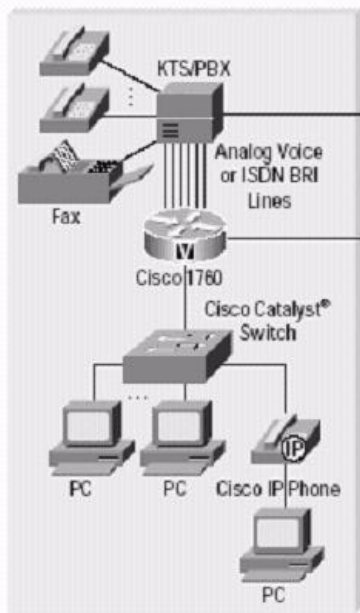 KTS/PBX
Analog Voice
or ISDN BRI
Lines
Fax
V
Cisco 1760
Cisco Catalyst®
Switch
PC
PC
IP
Cisco IP Phone
PC